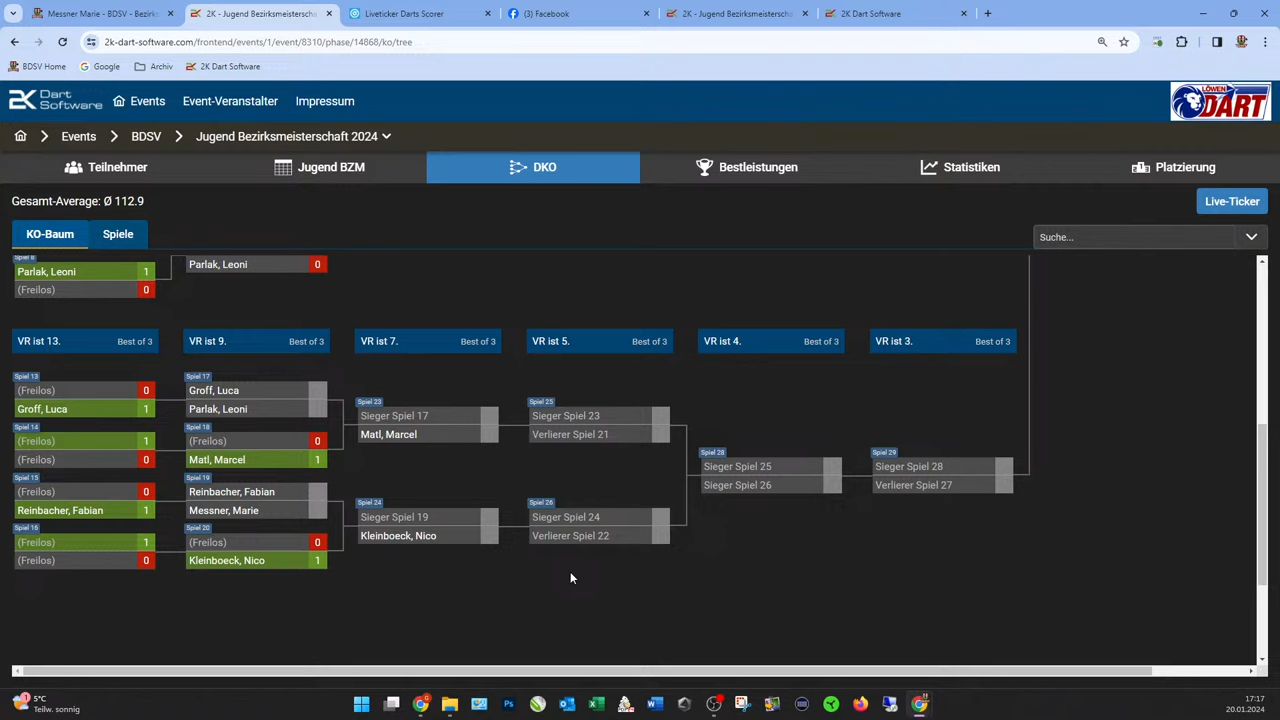 Messner Marie - BDSV - Bezirks
2K - Jugend Bezirksmeisterscha
Liveticker Darts Scorer
(3) Facebook
2K - Jugend Bezirksmeisterscha
2K Dart Software
2k-dart-software.com/frontend/events/1/event/8310/phase/14868/ko/tree
BDSV Home
Google
Archiv
2K Dart Software
2K Dart Software
Events
Event-Veranstalter
Impressum
LÖWEN DART
Events
BDSV
Jugend Bezirksmeisterschaft 2024
Teilnehmer
Jugend BZM
DKO
Bestleistungen
Statistiken
Platzierung
Gesamt-Average: Ø 112.9
Live-Ticker
KO-Baum
Spiele
Suche...
Spiel 8
Parlak, Leoni 1
(Freilos) 0
Parlak, Leoni 0
VR ist 13. Best of 3
VR ist 9. Best of 3
VR ist 7. Best of 3
VR ist 5. Best of 3
VR ist 4. Best of 3
VR ist 3. Best of 3
Spiel 13
(Freilos) 0
Groff, Luca 1
Spiel 14
(Freilos) 1
(Freilos) 0
Spiel 15
(Freilos) 0
Reinbacher, Fabian 1
Spiel 16
(Freilos) 1
(Freilos) 0
Spiel 17
Groff, Luca
Parlak, Leoni
Spiel 18
(Freilos) 0
Matl, Marcel 1
Spiel 19
Reinbacher, Fabian
Messner, Marie
Spiel 20
(Freilos) 0
Kleinboeck, Nico 1
Spiel 23
Sieger Spiel 17
Matl, Marcel
Spiel 24
Sieger Spiel 19
Kleinboeck, Nico
Spiel 25
Sieger Spiel 23
Verlierer Spiel 21
Spiel 26
Sieger Spiel 24
Verlierer Spiel 22
Spiel 28
Sieger Spiel 25
Sieger Spiel 26
Spiel 29
Sieger Spiel 28
Verlierer Spiel 27
1
5°C
Teilw. sonnig
17:17
20.01.2024